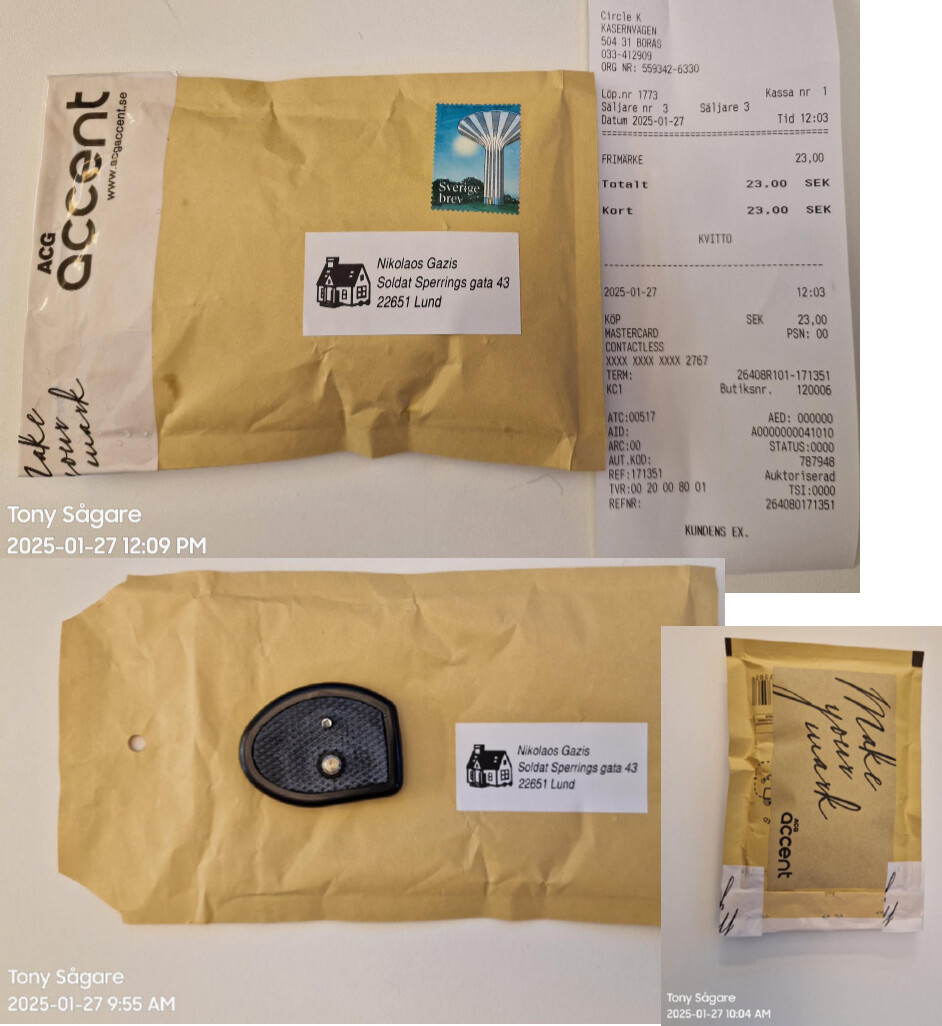 ACG
accent
www.acgaccent.se
Make
your
mark
Sverige
brev
Nikolaos Gazis
Soldat Sperrings gata 43
22651 Lund
Tony Sågare
2025-01-27 12:09 PM
Circle K
KASERNVÄGEN
504 31 BORÅS
033-412909
ORG NR: 559342-6330
Löp.nr 1773 Kassa nr 1
Säljare nr 3 Säljare 3
Datum 2025-01-27 Tid 12:03
FRIMÄRKE 23,00
Totalt 23.00 SEK
Kort 23.00 SEK
KVITTO
2025-01-27 12:03
KÖP SEK 23,00
MASTERCARD PSN: 00
CONTACTLESS
XXXX XXXX XXXX 2767
TERM: 26408R101-171351
KC1 Butiksnr. 120006
ATC:00517 AED: 000000
AID: A0000000041010
ARC:00 STATUS:0000
AUT.KOD: 787948
REF:171351 Auktoriserad
TVR:00 20 00 80 01 TSI:0000
REFNR: 264080171351
KUNDENS EX.
Nikolaos Gazis
Soldat Sperrings gata 43
22651 Lund
Tony Sågare
2025-01-27 9:55 AM
Make
your
mark
ACG
accent
Tony Sågare
2025-01-27 10:04 AM